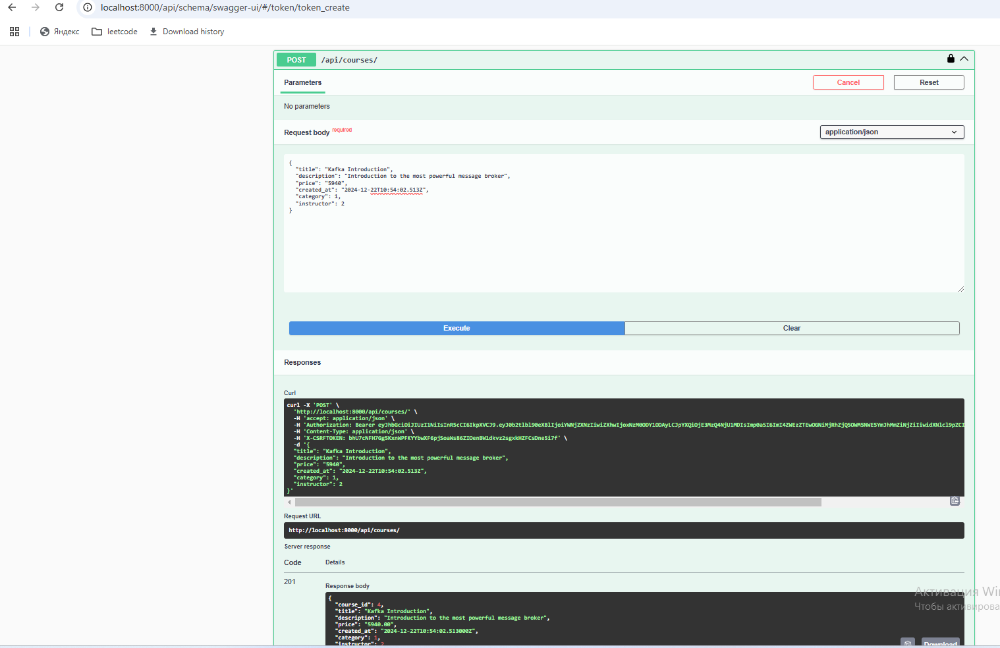 localhost:8000/api/schema/swagger-ui/#/token/token_create
Яндекс leetcode Download history
POST /api/courses/
Parameters Cancel Reset
No parameters
Request body required application/json
{
"title": "Kafka Introduction",
"description": "Introduction to the most powerful message broker",
"price": "5940",
"created_at": "2024-12-22T10:54:02.513Z",
"category": 1,
"instructor": 2
}
Execute Clear
Responses
Curl
curl -X 'POST' \
'http://localhost:8000/api/courses/' \
-H 'accept: application/json' \
-H 'Authorization: Bearer
-H 'Content-Type: application/json' \
-H 'X-CSRFTOKEN:
-d '{
"title": "Kafka Introduction",
"description": "Introduction to the most powerful message broker",
"price": "5940",
"created_at": "2024-12-22T10:54:02.513Z",
"category": 1,
"instructor": 2
}'
Request URL
http://localhost:8000/api/courses/
Server response
Code Details
201
Response body
{
"course_id": 4,
"title": "Kafka Introduction",
"description": "Introduction to the most powerful message broker",
"price": "5940.00",
"created_at": "2024-12-22T10:54:02.513000Z",
"category": 1,
"instructor": 2
Download
Активация Wi
Чтобы активирова